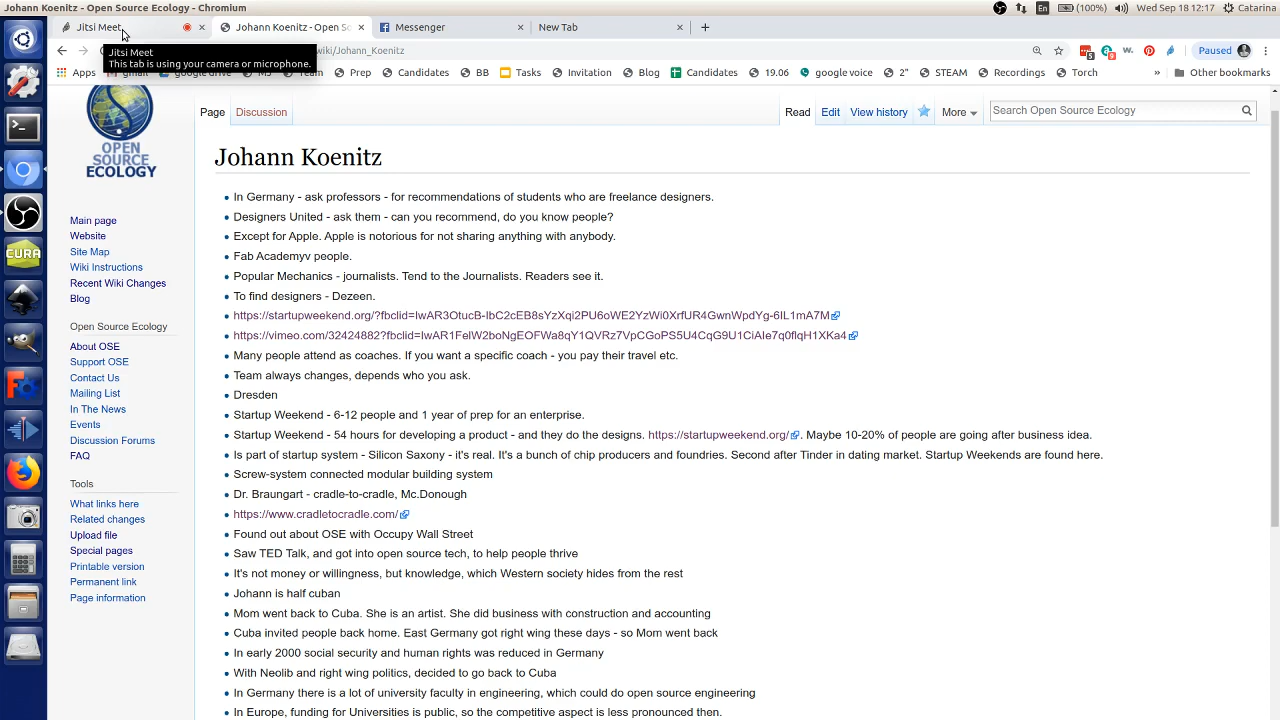 Johann Koenitz - Open Source Ecology - Chromium
En
(100%)
Wed Sep 18 12:17
Catarina
Jitsi Meet
Johann Koenitz - Open So
Messenger
New Tab
Jitsi Meet
This tab is using your camera or microphone.
wiki/Johann_Koenitz
Paused
Apps
gmail
google drive
MJ
Team
Prep
Candidates
BB
Tasks
Invitation
Blog
Candidates
19.06
google voice
2"
STEAM
Recordings
Torch
»
Other bookmarks
OPEN
SOURCE
ECOLOGY
Page
Discussion
Read
Edit
View history
More
Search Open Source Ecology
Main page
Website
Site Map
Wiki Instructions
Recent Wiki Changes
Blog
Open Source Ecology
About OSE
Support OSE
Contact Us
Mailing List
In The News
Events
Discussion Forums
FAQ
Tools
What links here
Related changes
Upload file
Special pages
Printable version
Permanent link
Page information
CURA
Johann Koenitz
In Germany - ask professors - for recommendations of students who are freelance designers.
Designers United - ask them - can you recommend, do you know people?
Except for Apple. Apple is notorious for not sharing anything with anybody.
Fab Academyv people.
Popular Mechanics - journalists. Tend to the Journalists. Readers see it.
To find designers - Dezeen.
https://startupweekend.org/?fbclid=IwAR3OtucB-IbC2cEB8sYzXqi2PU6oWE2YzWi0XrfUR4GwnWpdYg-6IL1mA7M
https://vimeo.com/32424882?fbclid=IwAR1FeIW2boNgEOFWa8qY1QVRz7VpCGoPS5U4CqG9U1CiAIe7q0flqH1XKa4
Many people attend as coaches. If you want a specific coach - you pay their travel etc.
Team always changes, depends who you ask.
Dresden
Startup Weekend - 6-12 people and 1 year of prep for an enterprise.
Startup Weekend - 54 hours for developing a product - and they do the designs. https://startupweekend.org/. Maybe 10-20% of people are going after business idea.
Is part of startup system - Silicon Saxony - it's real. It's a bunch of chip producers and foundries. Second after Tinder in dating market. Startup Weekends are found here.
Screw-system connected modular building system
Dr. Braungart - cradle-to-cradle, Mc.Donough
https://www.cradletocradle.com/
Found out about OSE with Occupy Wall Street
Saw TED Talk, and got into open source tech, to help people thrive
It's not money or willingness, but knowledge, which Western society hides from the rest
Johann is half cuban
Mom went back to Cuba. She is an artist. She did business with construction and accounting
Cuba invited people back home. East Germany got right wing these days - so Mom went back
In early 2000 social security and human rights was reduced in Germany
With Neolib and right wing politics, decided to go back to Cuba
In Germany there is a lot of university faculty in engineering, which could do open source engineering
In Europe, funding for Universities is public, so the competitive aspect is less pronounced then.